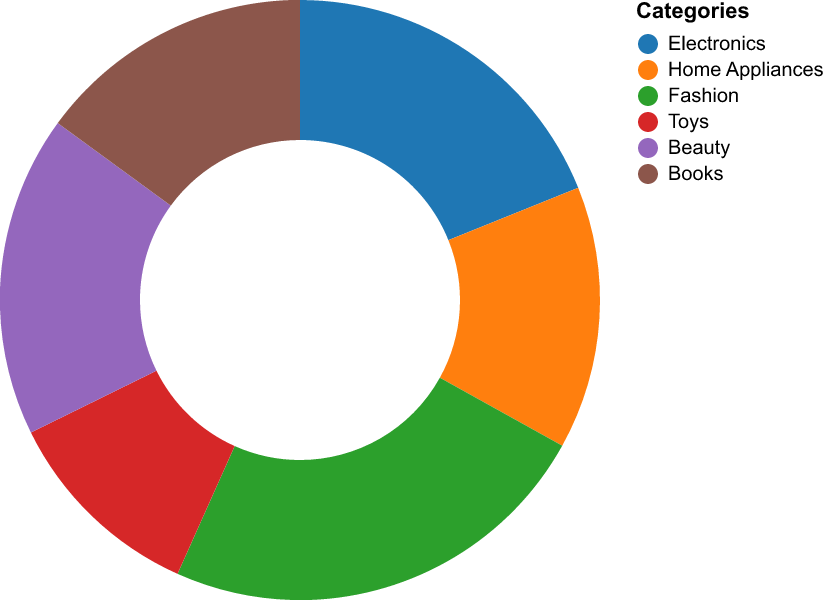 Categories
Electronics
Home Appliances
Fashion
Toys
Beauty
Books